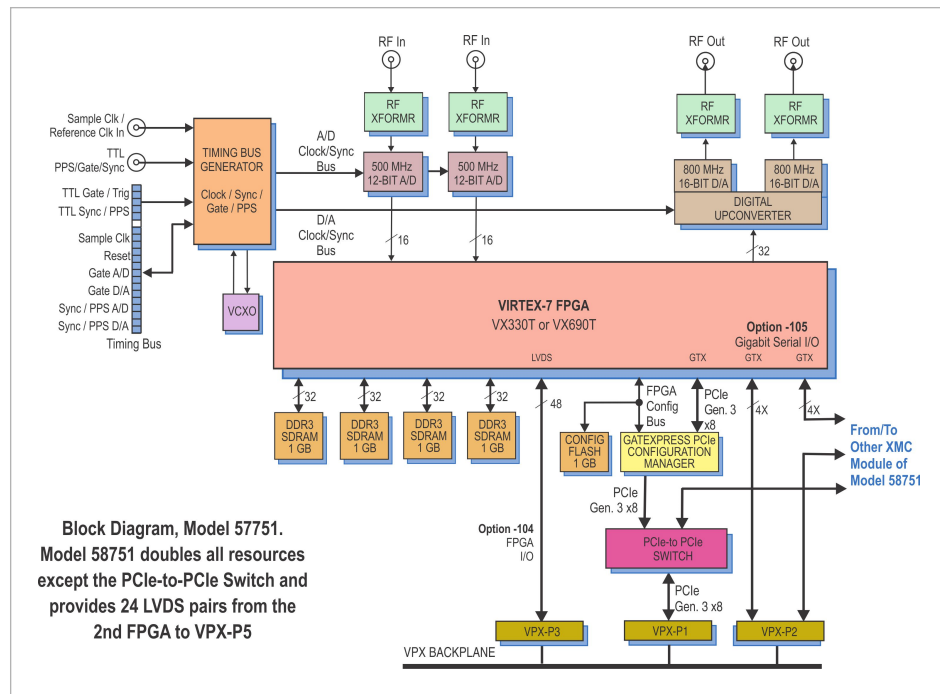 RF In
RF In
RF Out
RF Out
Sample Clk /
Reference Clk In
TTL
PPS/Gate/Sync
TTL Gate / Trig
TTL Sync / PPS
Sample Clk
Reset
Gate A/D
Gate D/A
Sync / PPS A/D
Sync / PPS D/A
Timing Bus
TIMING BUS
GENERATOR
Clock / Sync /
Gate / PPS
VCXO
A/D
Clock/Sync
Bus
D/A
Clock/Sync
Bus
RF
XFORMR
RF
XFORMR
RF
XFORMR
RF
XFORMR
500 MHz
12-BIT A/D
500 MHz
12-BIT A/D
800 MHz
16-BIT D/A
800 MHz
16-BIT D/A
DIGITAL
UPCONVERTER
16
16
32
VIRTEX-7 FPGA
VX330T or VX690T
Option -105
Gigabit Serial I/O
LVDS
GTX
GTX
GTX
32
32
32
32
48
FPGA
Config
Bus
PCIe
Gen. 3
x8
4X
4X
DDR3
SDRAM
1 GB
DDR3
SDRAM
1 GB
DDR3
SDRAM
1 GB
DDR3
SDRAM
1 GB
CONFIG
FLASH
1 GB
GATEXPRESS PCIe
CONFIGURATION
MANAGER
From/To
Other XMC
Module of
Model 58751
PCIe
Gen. 3 x8
Option -104
FPGA
I/O
PCIe-to PCIe
SWITCH
PCIe
Gen. 3 x8
Block Diagram, Model 57751.
Model 58751 doubles all resources
except the PCIe-to-PCIe Switch and
provides 24 LVDS pairs from the
2nd FPGA to VPX-P5
VPX-P3
VPX-P1
VPX-P2
VPX BACKPLANE